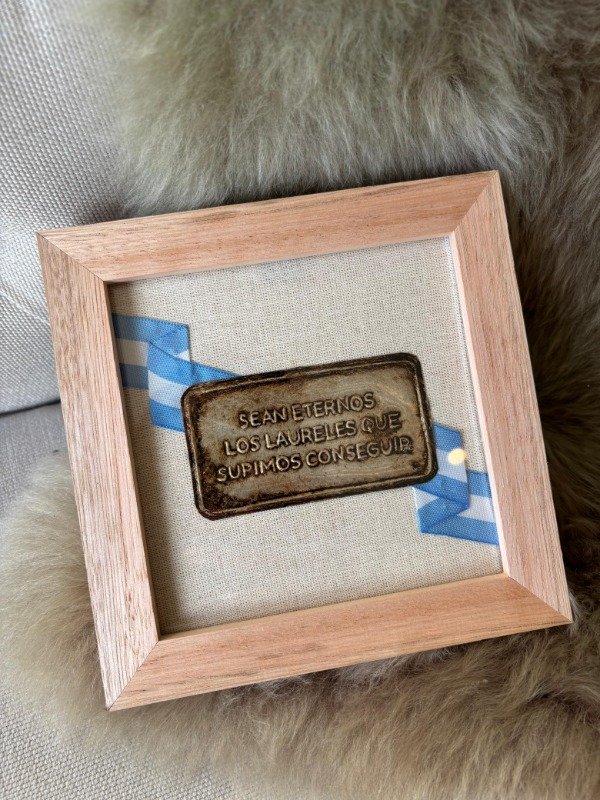 SEAN ETERNOS
LOS LAURELES QUE
SUPIMOS CONSEGUIR